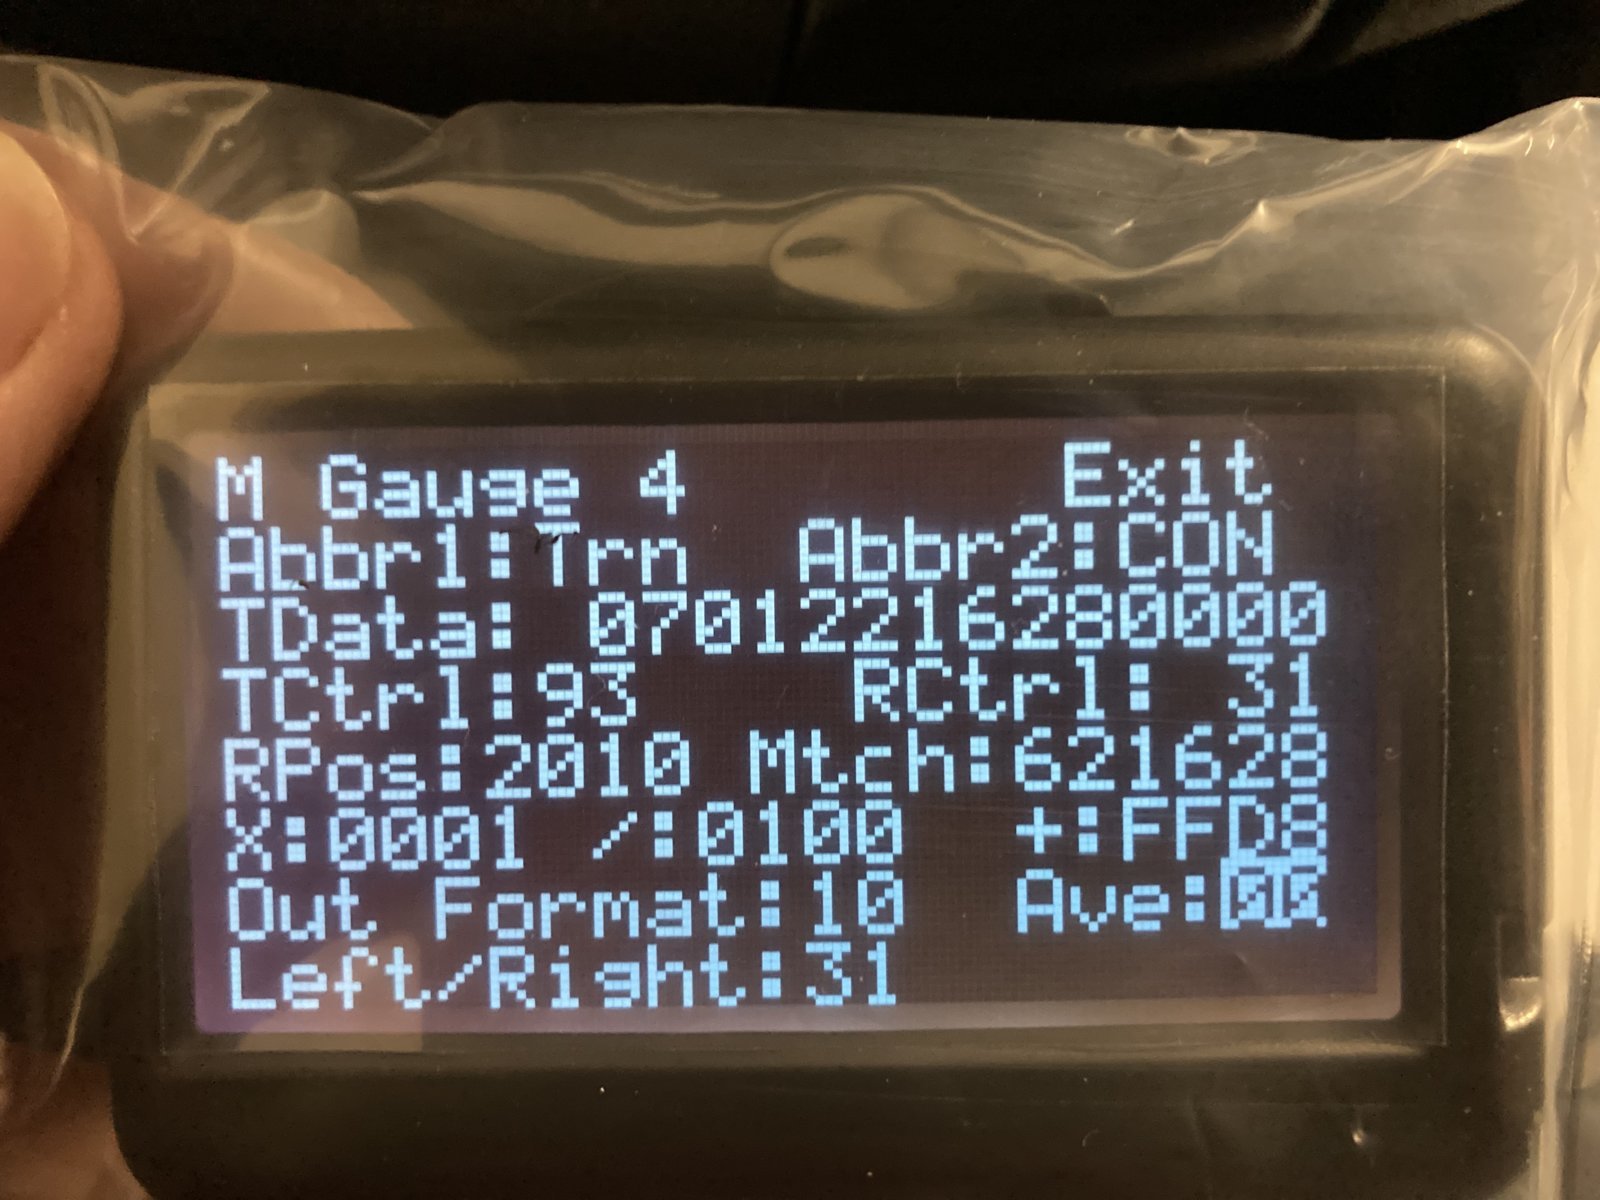 M Gauge 4 Exit
Abbr1:Trn Abbr2:CON
TData: 07012216280000
TCtrl:93 RCtrl: 31
RPos:2010 Mtch:621628
X:0001 /:0100 +:FFD8
Out Format:10 Ave:
Left/Right:31